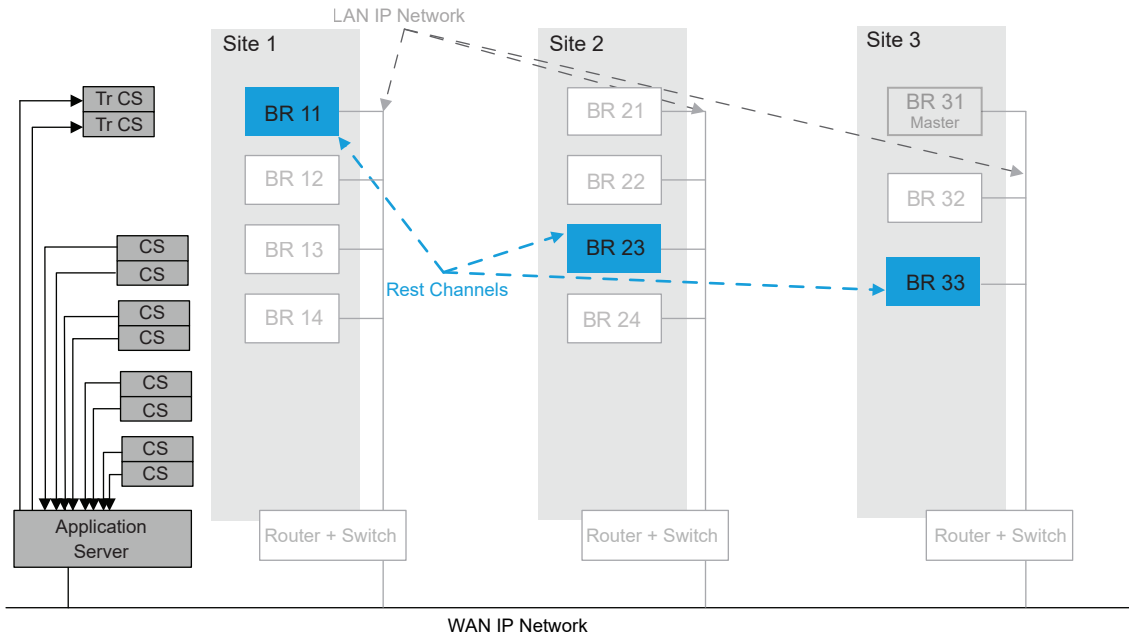 LAN IP Network
Site 1
Site 2
Site 3
Tr CS
Tr CS
BR 11
BR 21
BR 31
Master
BR 12
BR 22
BR 32
CS
CS
BR 13
BR 23
BR 33
Rest Channels
CS
CS
BR 14
BR 24
CS
CS
CS
CS
Application
Server
Router + Switch
Router + Switch
Router + Switch
WAN IP Network